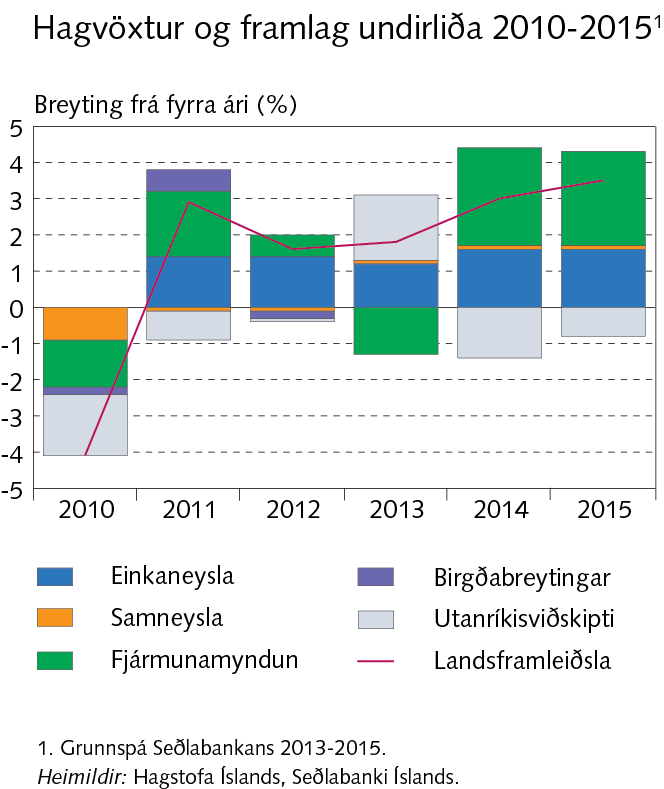 Hagvöxtur og framlag undirliða 2010-2015¹
Breyting frá fyrra ári (%)
5
4
3
2
1
0
-1
-2
-3
-4
-5
2010 2011 2012 2013 2014 2015
Einkaneysla
Samneysla
Fjármunamyndun
Birgðabreytingar
Utanríkisviðskipti
Landsframleiðsla
1. Grunnspá Seðlabankans 2013-2015.
Heimildir: Hagstofa Íslands, Seðlabanki Íslands.